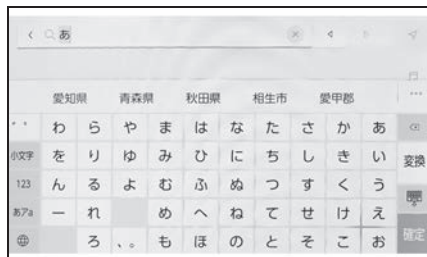 あ
愛知県 青森県 秋田県 相生市 愛甲郡
゛゜ わ ら や ま は な た さ か あ
小文字 を り ゆ み ひ に ち し き い 変換
123 ん る よ む ふ ぬ つ す く う
あアa ー れ め へ ね て せ け え
ろ 、。 も ほ の と そ こ お 確定